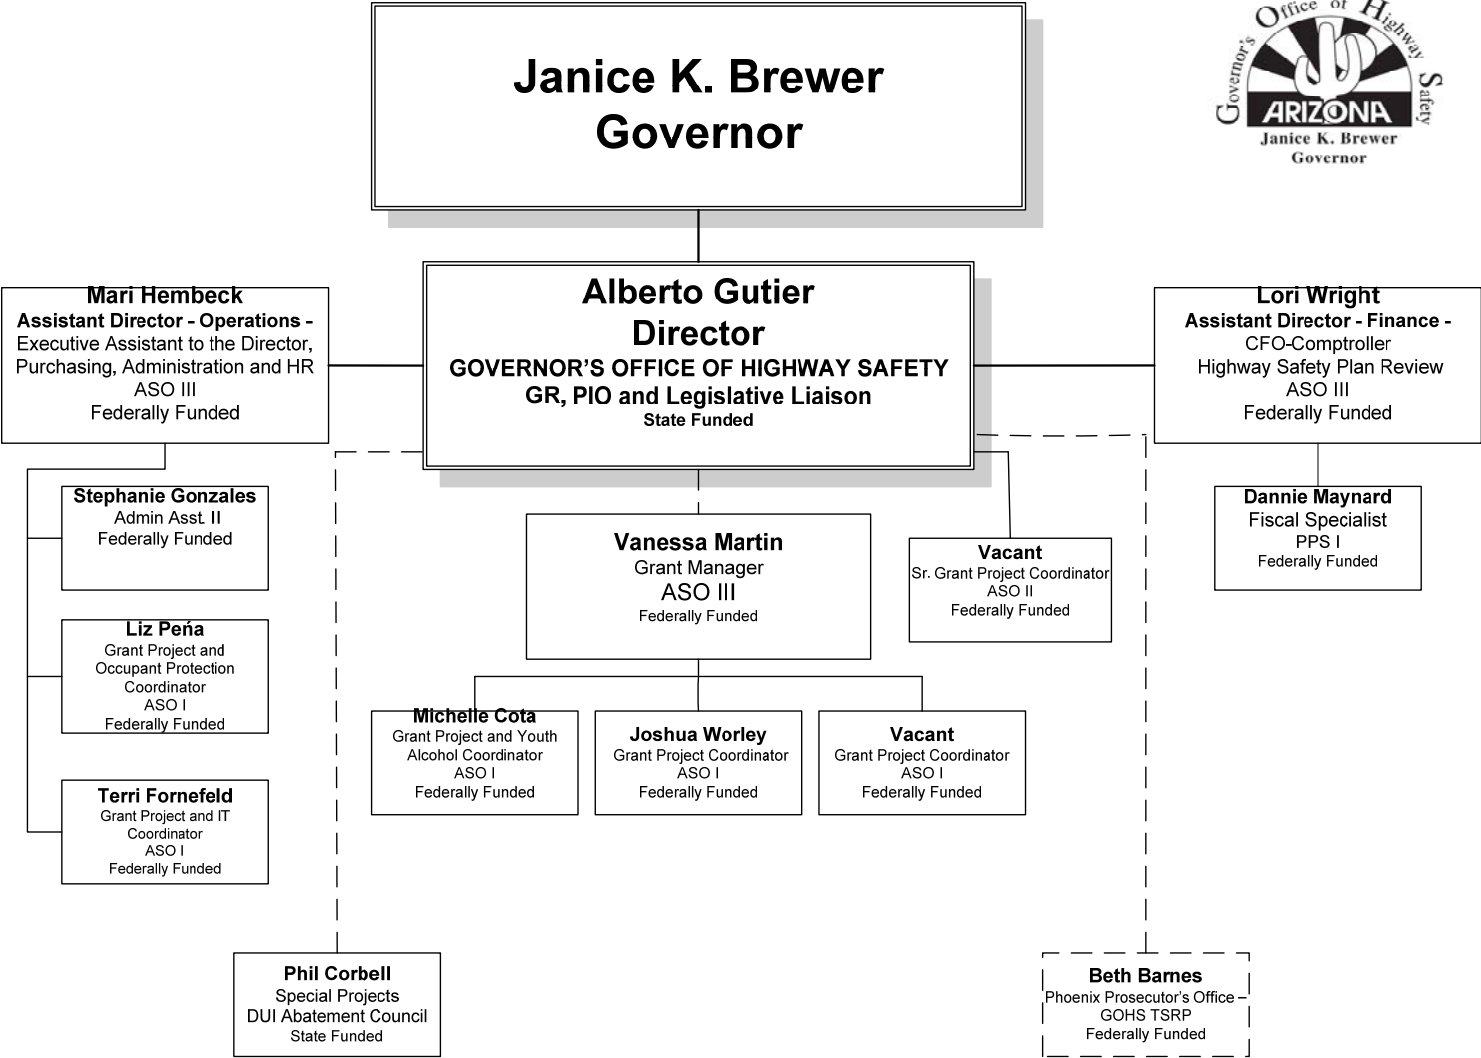 Janice K. Brewer
Governor
Governor's Office of Highway Safety
ARIZONA
Janice K. Brewer
Governor
Mari Hembeck
Assistant Director - Operations -
Executive Assistant to the Director,
Purchasing, Administration and HR
ASO III
Federally Funded
Alberto Gutier
Director
GOVERNOR'S OFFICE OF HIGHWAY SAFETY
GR, PIO and Legislative Liaison
State Funded
Lori Wright
Assistant Director - Finance -
CFO-Comptroller
Highway Safety Plan Review
ASO III
Federally Funded
Stephanie Gonzales
Admin Asst. II
Federally Funded
Vanessa Martin
Grant Manager
ASO III
Federally Funded
Vacant
Sr. Grant Project Coordinator
ASO II
Federally Funded
Dannie Maynard
Fiscal Specialist
PPS I
Federally Funded
Liz Peńa
Grant Project and
Occupant Protection
Coordinator
ASO I
Federally Funded
Michelle Cota
Grant Project and Youth
Alcohol Coordinator
ASO I
Federally Funded
Joshua Worley
Grant Project Coordinator
ASO I
Federally Funded
Vacant
Grant Project Coordinator
ASO I
Federally Funded
Terri Fornefeld
Grant Project and IT
Coordinator
ASO I
Federally Funded
Phil Corbell
Special Projects
DUI Abatement Council
State Funded
Beth Barnes
Phoenix Prosecutor's Office –
GOHS TSRP
Federally Funded